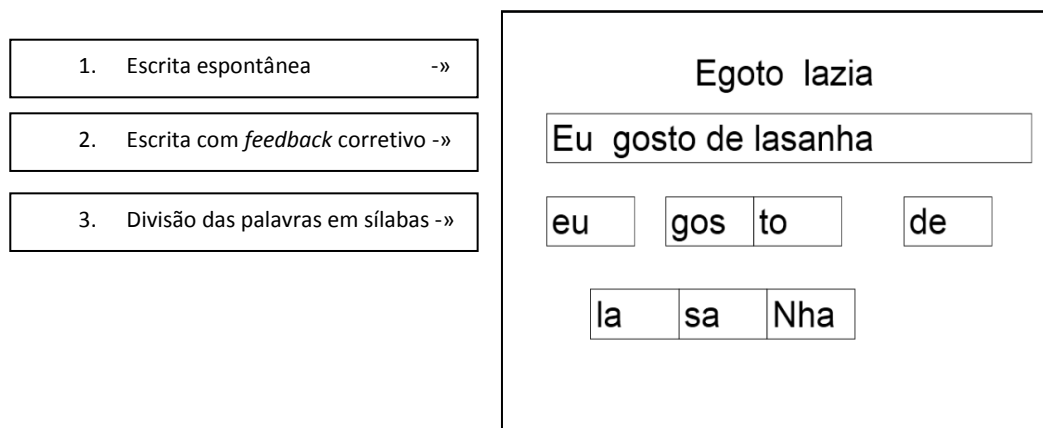 1. Escrita espontânea -»
Egoto lazia
2. Escrita com feedback corretivo -»
Eu gosto de lasanha
3. Divisão das palavras em sílabas -»
eu gos to de
la sa Nha